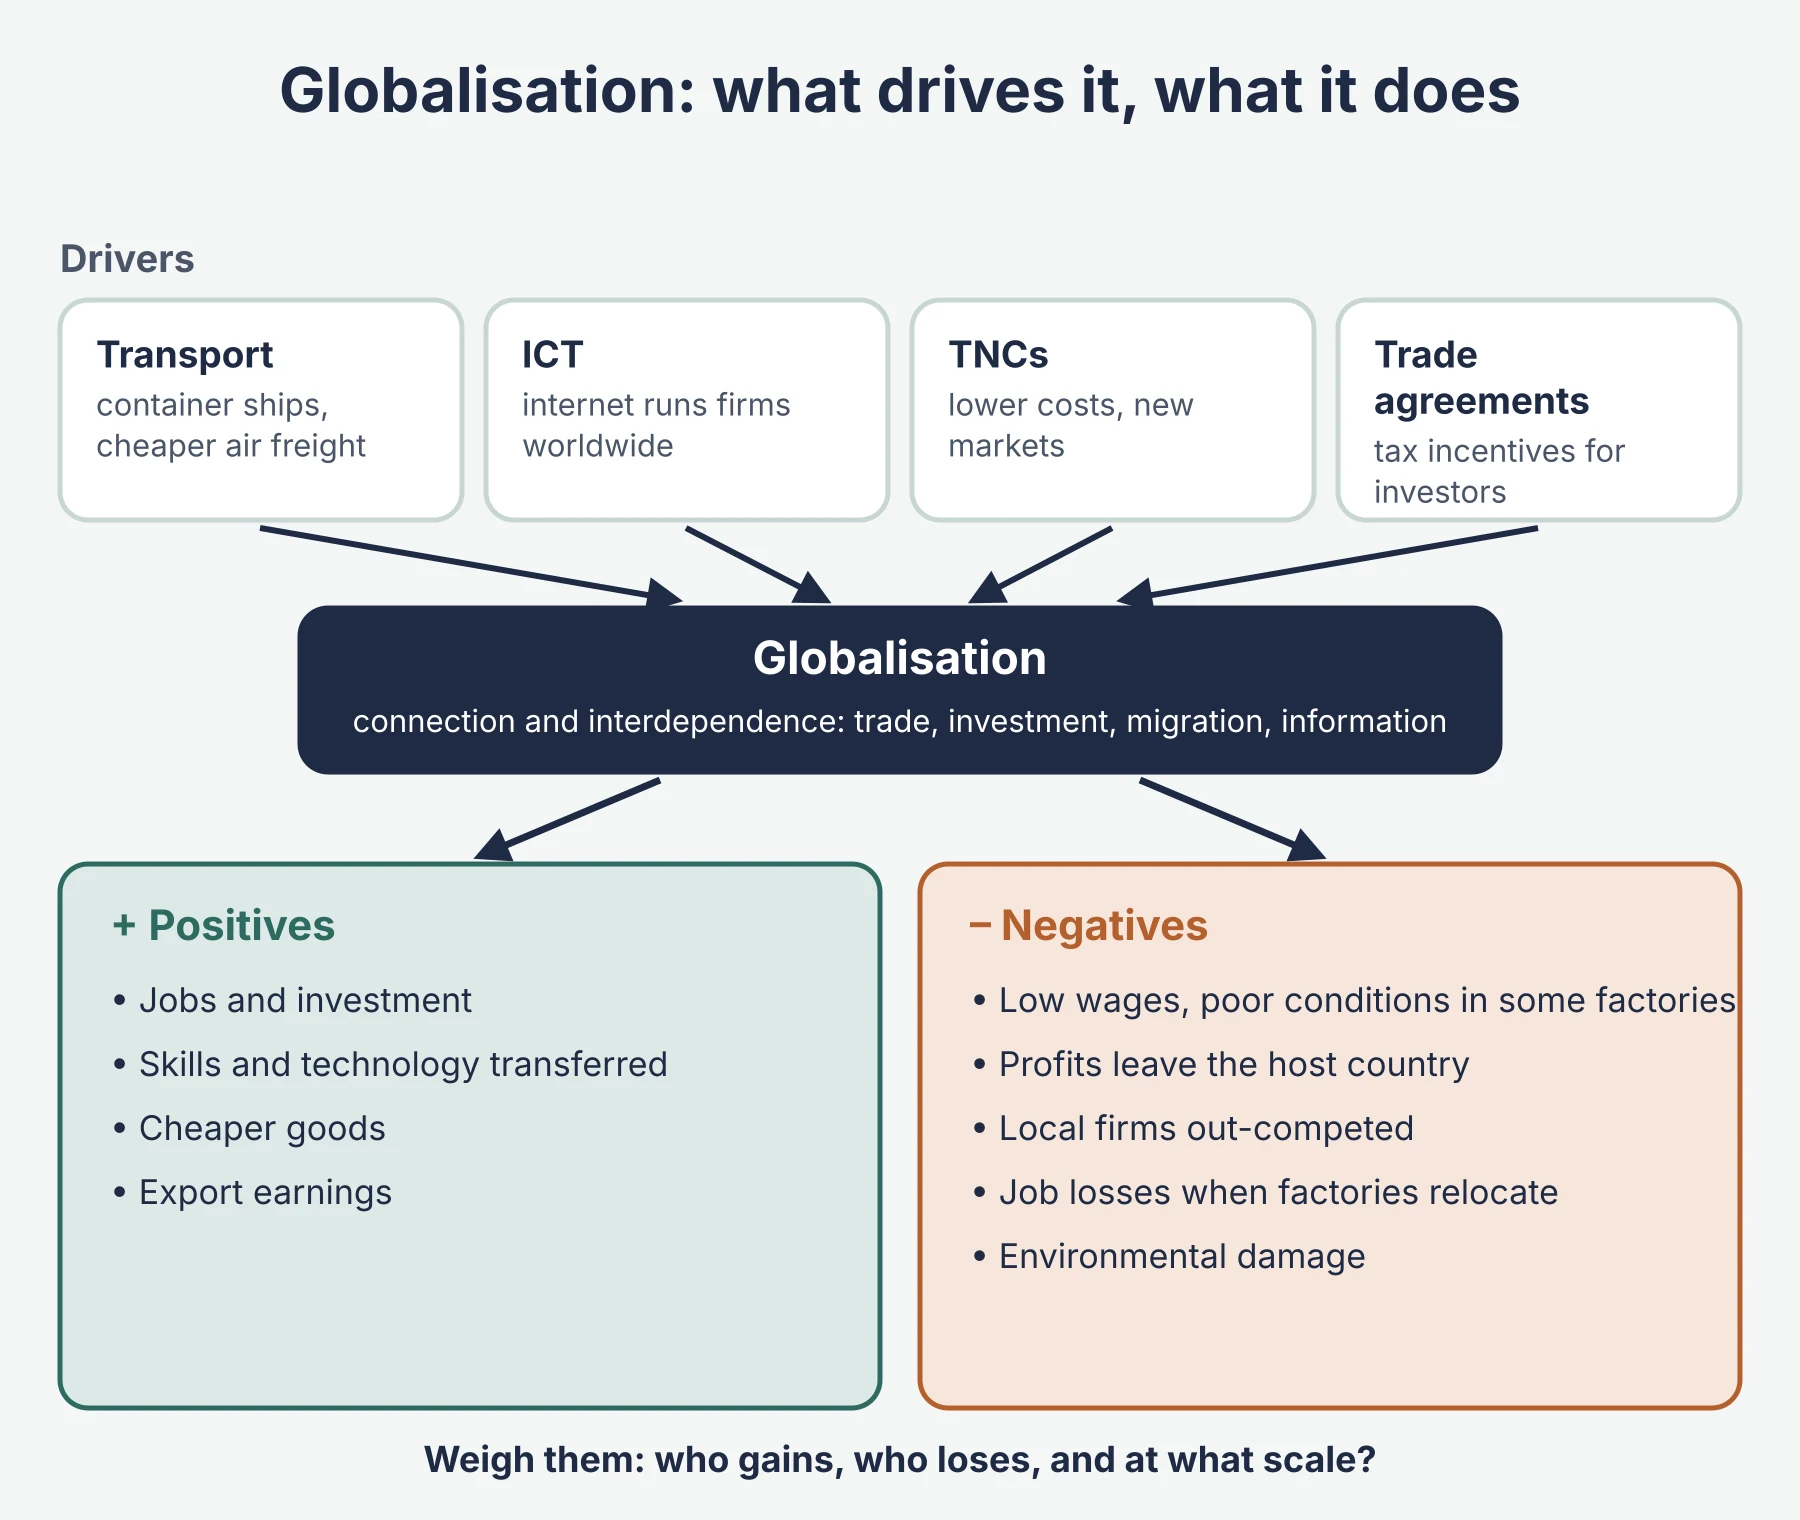 Globalisation: what drives it, what it does
Drivers
Transport
container ships,
cheaper air freight
ICT
internet runs firms
worldwide
TNCs
lower costs, new
markets
Trade
agreements
tax incentives for
investors
Globalisation
connection and interdependence: trade, investment, migration, information
+ Positives
• Jobs and investment
• Skills and technology transferred
• Cheaper goods
• Export earnings
– Negatives
• Low wages, poor conditions in some factories
• Profits leave the host country
• Local firms out-competed
• Job losses when factories relocate
• Environmental damage
Weigh them: who gains, who loses, and at what scale?